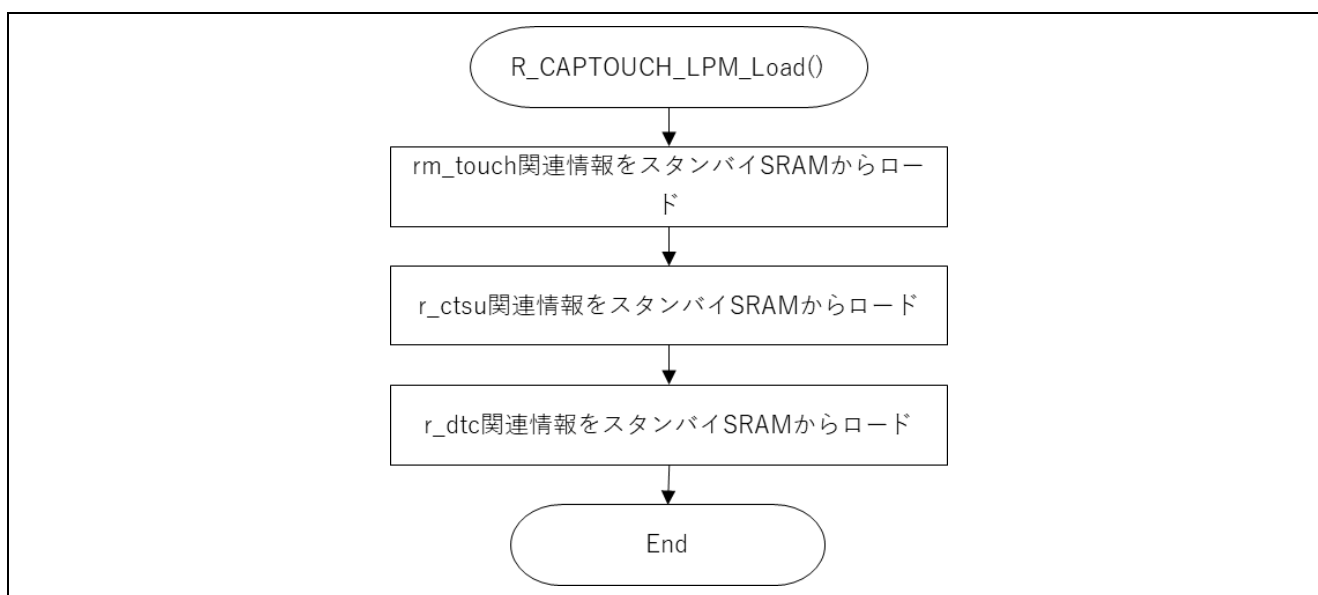 R_CAPTOUCH_LPM_Load()
rm_touch関連情報をスタンバイSRAMからロー
ド
r_ctsu関連情報をスタンバイSRAMからロード
r_dtc関連情報をスタンバイSRAMからロード
End